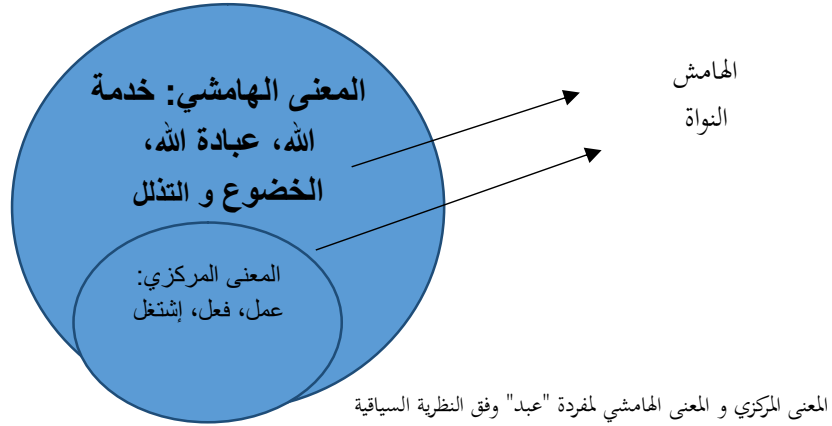 المعنى الهامشي: خدمة
الله، عبادة الله،
الخضوع و التذلل
المعنى المركزي:
عمل، فعل، إشتغل
الهامش
النواة
المعنى المركزي و المعنى الهامشي لمفردة "عبد" وفق النظرية السياقية